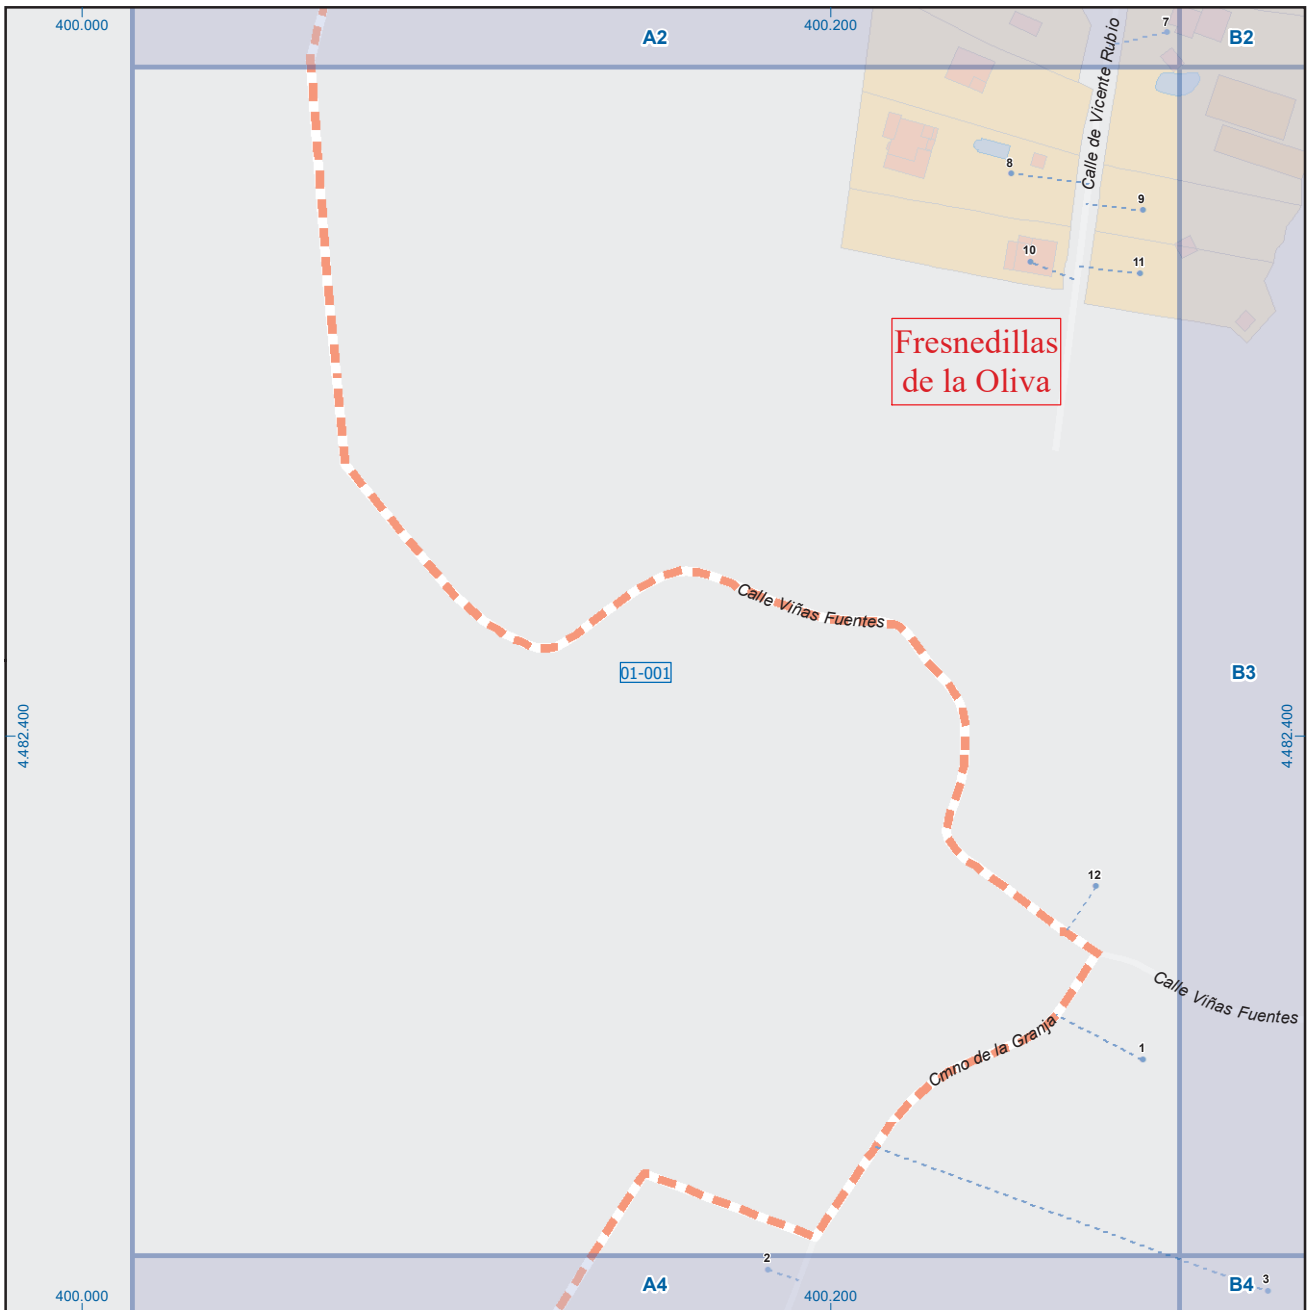 400.000
400.200
A2
B2
7
Calle de Vicente Rubio
8
9
10
11
Fresnedillas
de la Oliva
Calle Viñas Fuentes
01-001
B3
4.482.400
4.482.400
12
Calle Viñas Fuentes
Cmno de la Granja
1
2
3
A4
B4
400.000
400.200